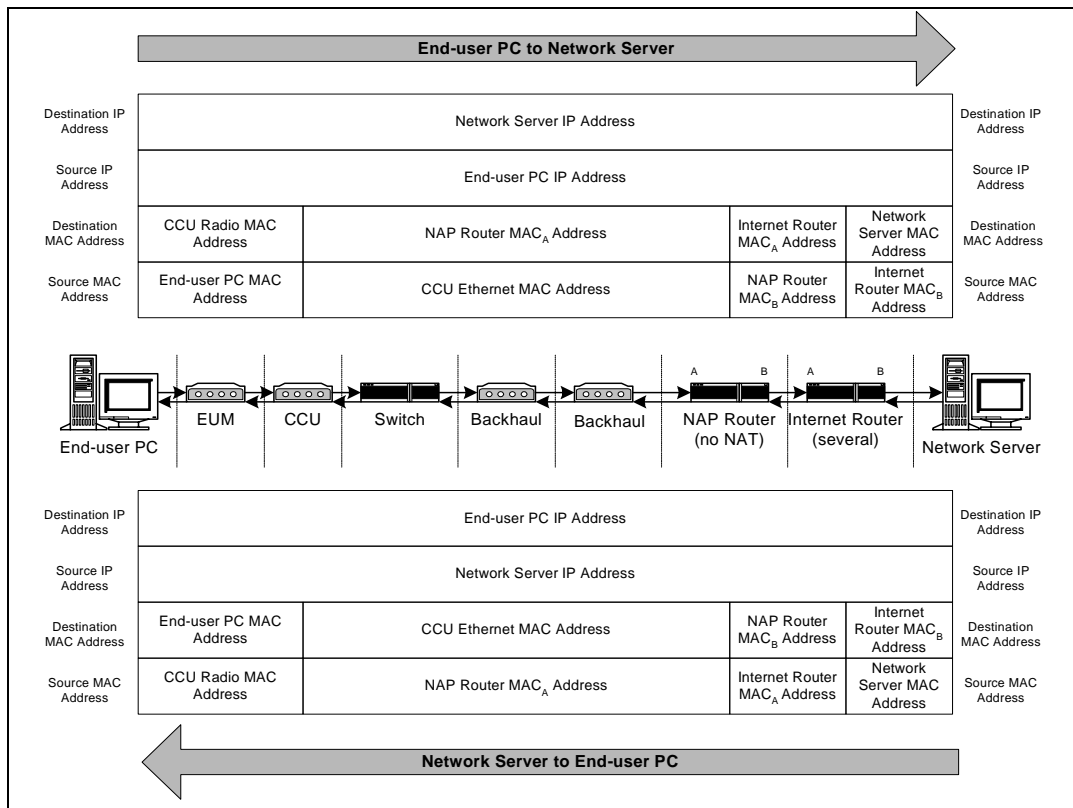 End-user PC to Network Server
Destination IP
Address
Network Server IP Address
Destination IP
Address
Source IP
Address
End-user PC IP Address
Source IP
Address
Destination
MAC Address
CCU Radio MAC
Address
NAP Router MACA Address
Internet Router
MACA Address
Network
Server MAC
Address
Destination
MAC Address
Source MAC
Address
End-user PC MAC
Address
CCU Ethernet MAC Address
NAP Router
MACB Address
Internet
Router MACB
Address
Source MAC
Address
A
B
A
B
End-user PC
EUM
CCU
Switch
Backhaul
Backhaul
NAP Router
(no NAT)
Internet Router
(several)
Network Server
Destination IP
Address
End-user PC IP Address
Destination IP
Address
Source IP
Address
Network Server IP Address
Source IP
Address
Destination
MAC Address
End-user PC MAC
Address
CCU Ethernet MAC Address
NAP Router
MACB Address
Internet
Router MACB
Address
Destination
MAC Address
Source MAC
Address
CCU Radio MAC
Address
NAP Router MACA Address
Internet Router
MACA Address
Network
Server MAC
Address
Source MAC
Address
Network Server to End-user PC